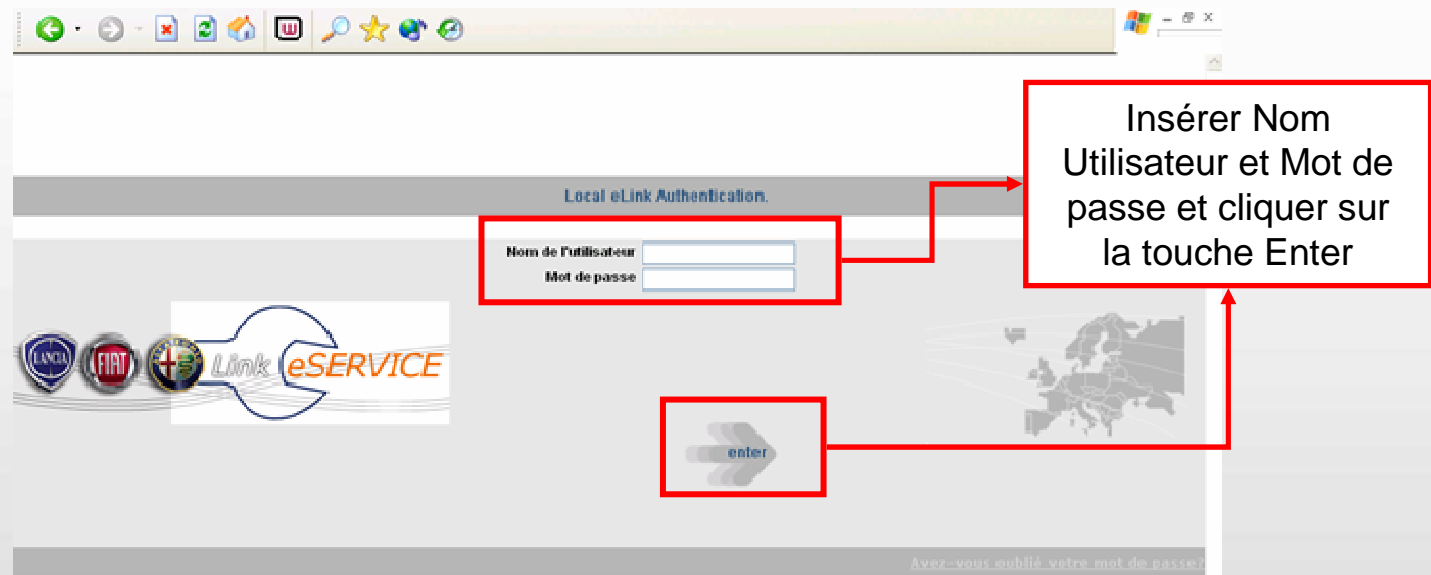 Insérer Nom
Utilisateur et Mot de
passe et cliquer sur
la touche Enter
Local eLink Authentication.
Nom de l'utilisateur
Mot de passe
LANCIA
FIAT
Link eSERVICE
enter
Avez-vous oublié votre mot de passe?